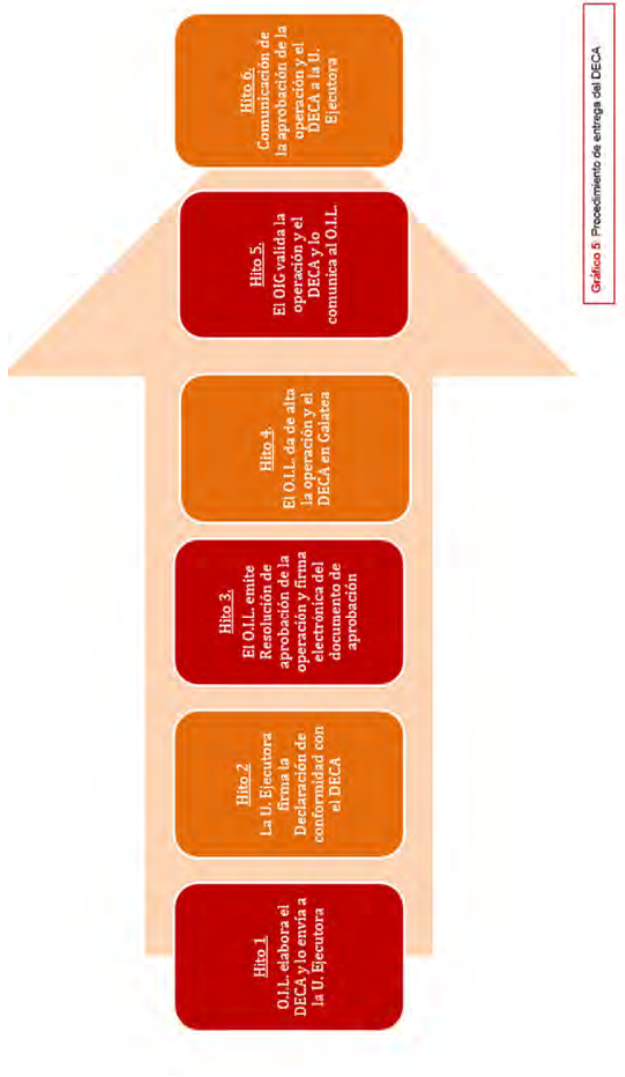 Hito 1
O.I.L. elabora el
DECA y lo envía a
la U. Ejecutora
Hito 2
La U. Ejecutora
firma la
Declaración de
conformidad con
el DECA
Hito 3.
El O.I.L. emite
Resolución de
aprobación de la
operación y firma
electrónica del
documento de
aprobación
Hito 4.
El O.I.L. da de alta
la operación y el
DECA en Galatea
Hito 5.
El OIG valida la
operación y el
DECA y lo
comunica al O.I.L.
Hito 6.
Comunicación de
la aprobación de la
operación y el
DECA a la U.
Ejecutora
Gráfico 5: Procedimiento de entrega del DECA